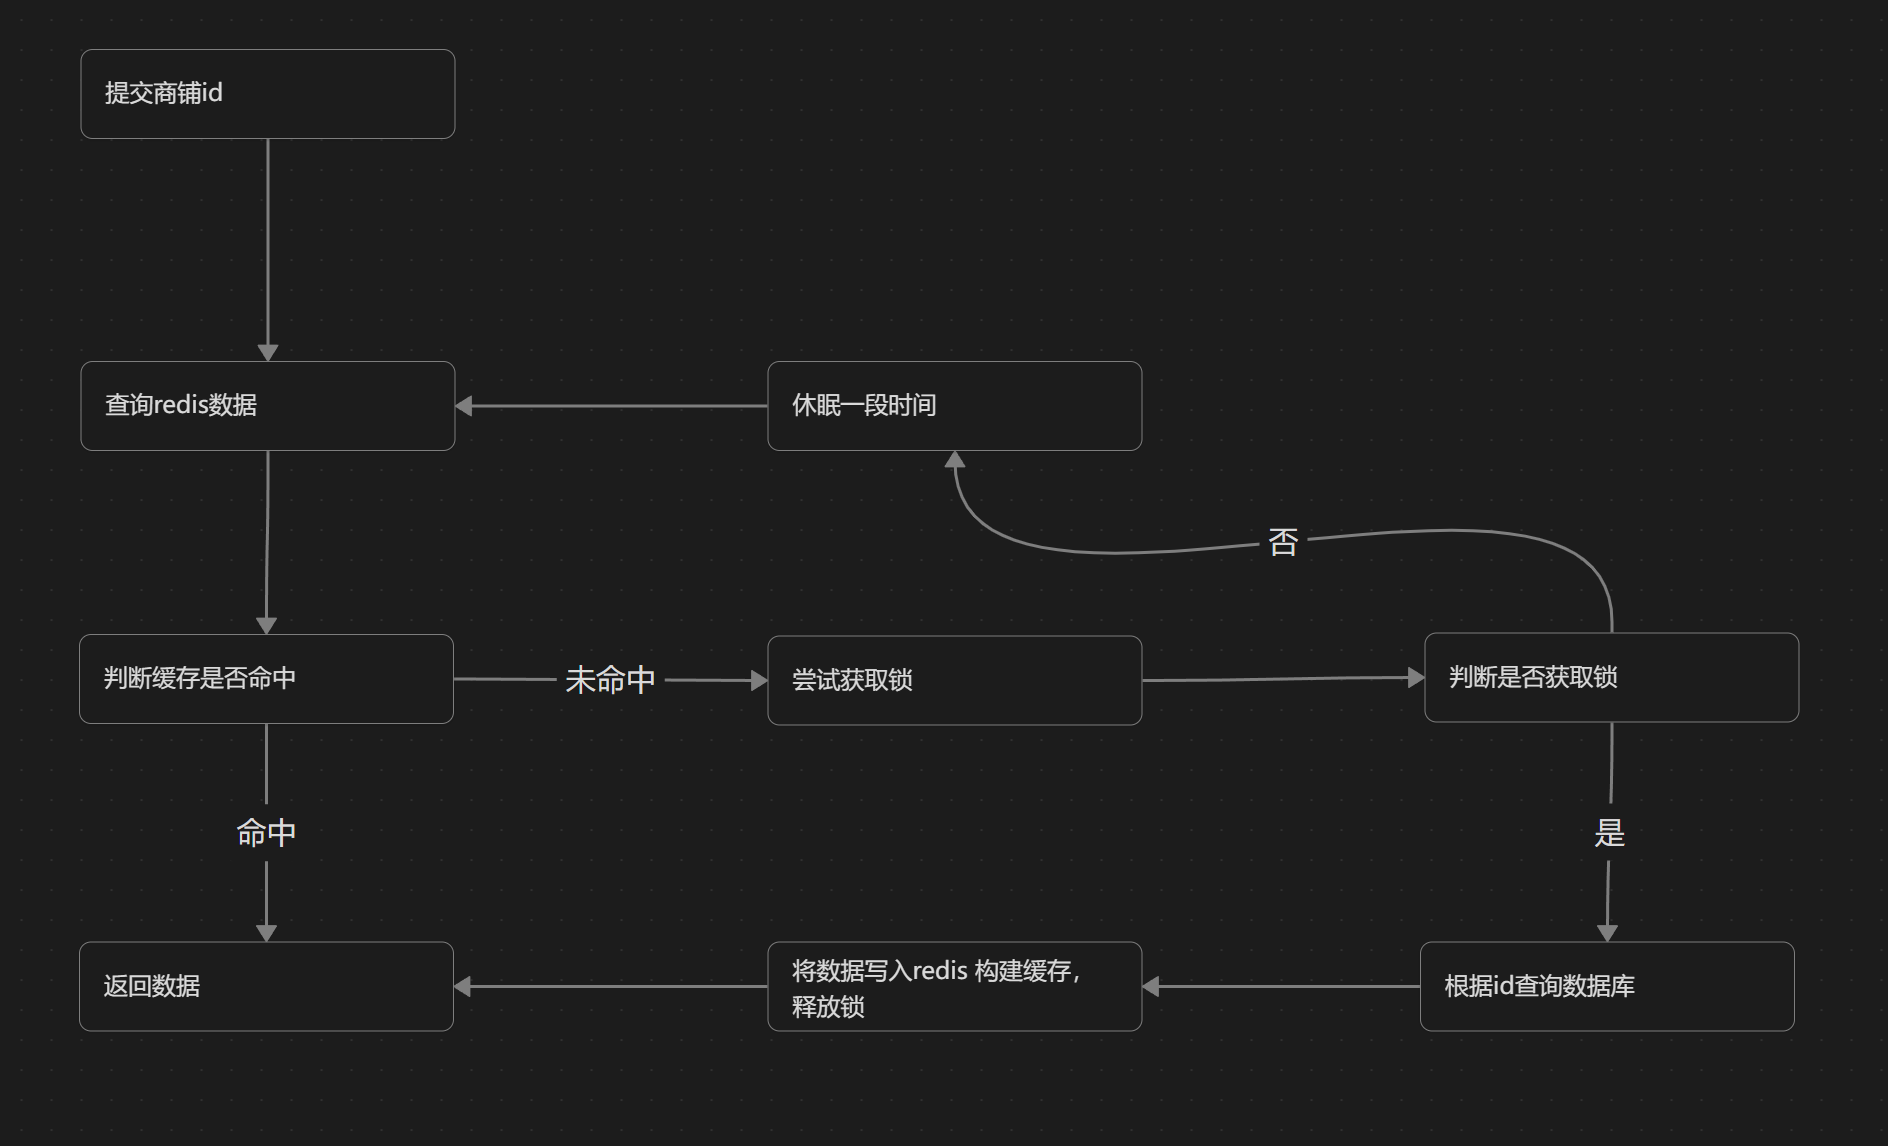 提交商铺id
查询redis数据
休眠一段时间
否
判断缓存是否命中
未命中
尝试获取锁
判断是否获取锁
命中
是
返回数据
将数据写入redis 构建缓存，
释放锁
根据id查询数据库